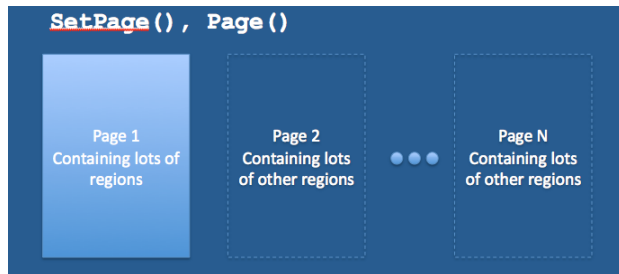 SetPage(), Page()
Page 1
Containing lots of
regions
Page 2
Containing lots
of other regions
Page N
Containing lots
of other regions